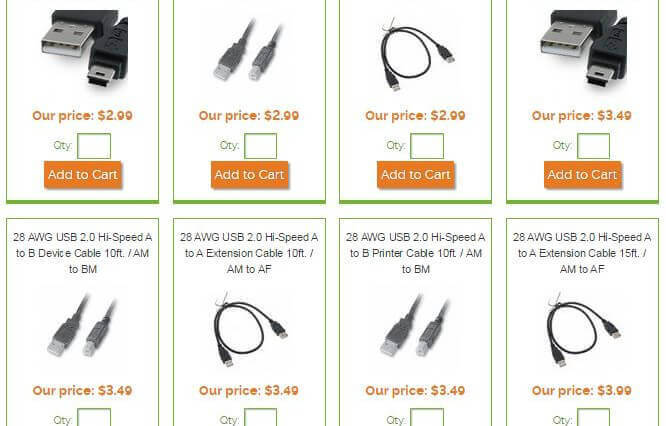 Our price: $2.99 Our price: $2.99 Our price: $2.99 Our price: $3.49
Qty: Qty: Qty: Qty:
Add to Cart Add to Cart Add to Cart Add to Cart
28 AWG USB 2.0 Hi-Speed A
to B Device Cable 10ft. / AM
to BM
28 AWG USB 2.0 Hi-Speed A
to A Extension Cable 10ft. /
AM to AF
28 AWG USB 2.0 Hi-Speed A
to B Printer Cable 10ft. / AM
to BM
28 AWG USB 2.0 Hi-Speed A
to A Extension Cable 15ft. /
AM to AF
Our price: $3.49 Our price: $3.49 Our price: $3.49 Our price: $3.99
Qty: Qty: Qty: Qty: